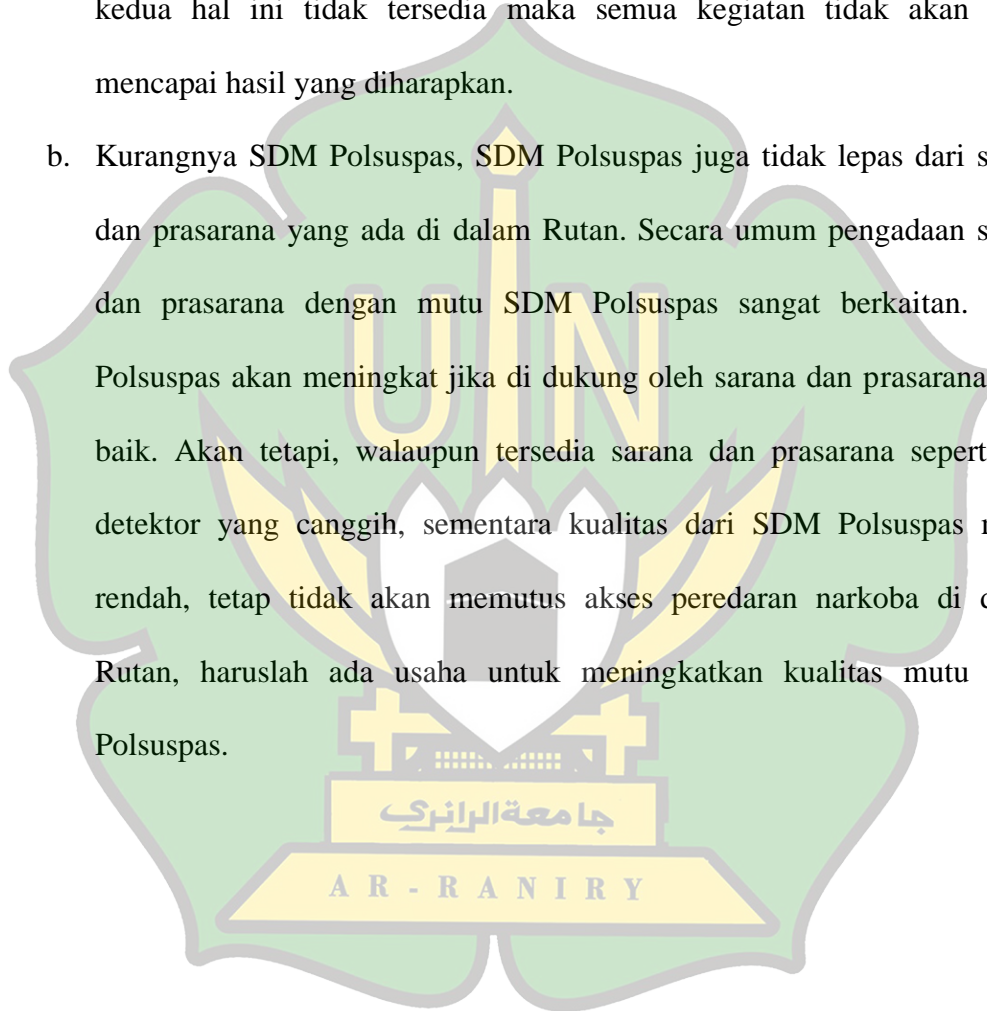 kedua hal ini tidak tersedia maka semua kegiatan tidak akan
mencapai hasil yang diharapkan.
b. Kurangnya SDM Polsuspas, SDM Polsuspas juga tidak lepas dari s
dan prasarana yang ada di dalam Rutan. Secara umum pengadaan s
dan prasarana dengan mutu SDM Polsuspas sangat berkaitan.
Polsuspas akan meningkat jika di dukung oleh sarana dan prasarana
baik. Akan tetapi, walaupun tersedia sarana dan prasarana sepert
detektor yang canggih, sementara kualitas dari SDM Polsuspas
rendah, tetap tidak akan memutus akses peredaran narkoba di
Rutan, haruslah ada usaha untuk meningkatkan kualitas mutu
Polsuspas.
UIN
جامعة الرانري
AR-RANIRY